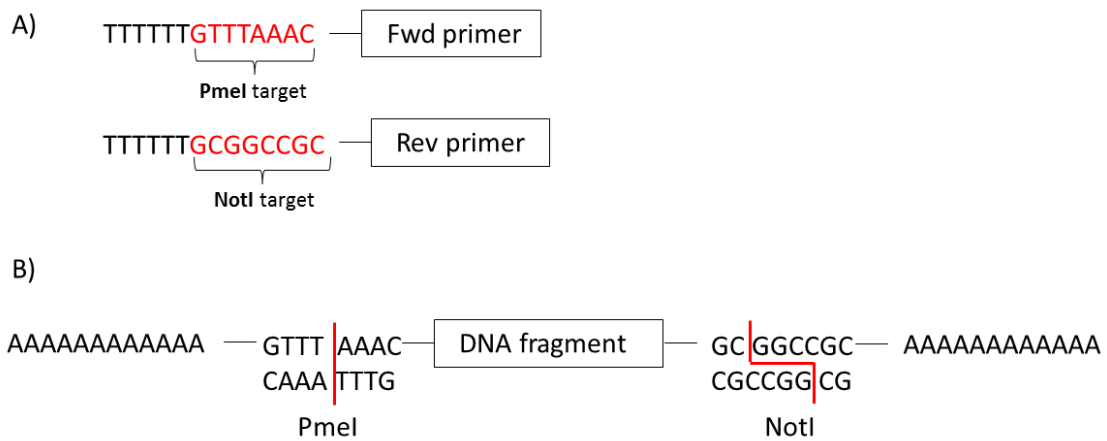 A)
TTTTTTGTTTAAAC Fwd primer
PmeI target
TTTTTTGCGGCCGC Rev primer
NotI target
B)
AAAAAAAAAAAA GTTT AAAC DNA fragment GC GGCCGC AAAAAAAAAAAA
CAAA TTTG CGCCGG CG
PmeI NotI